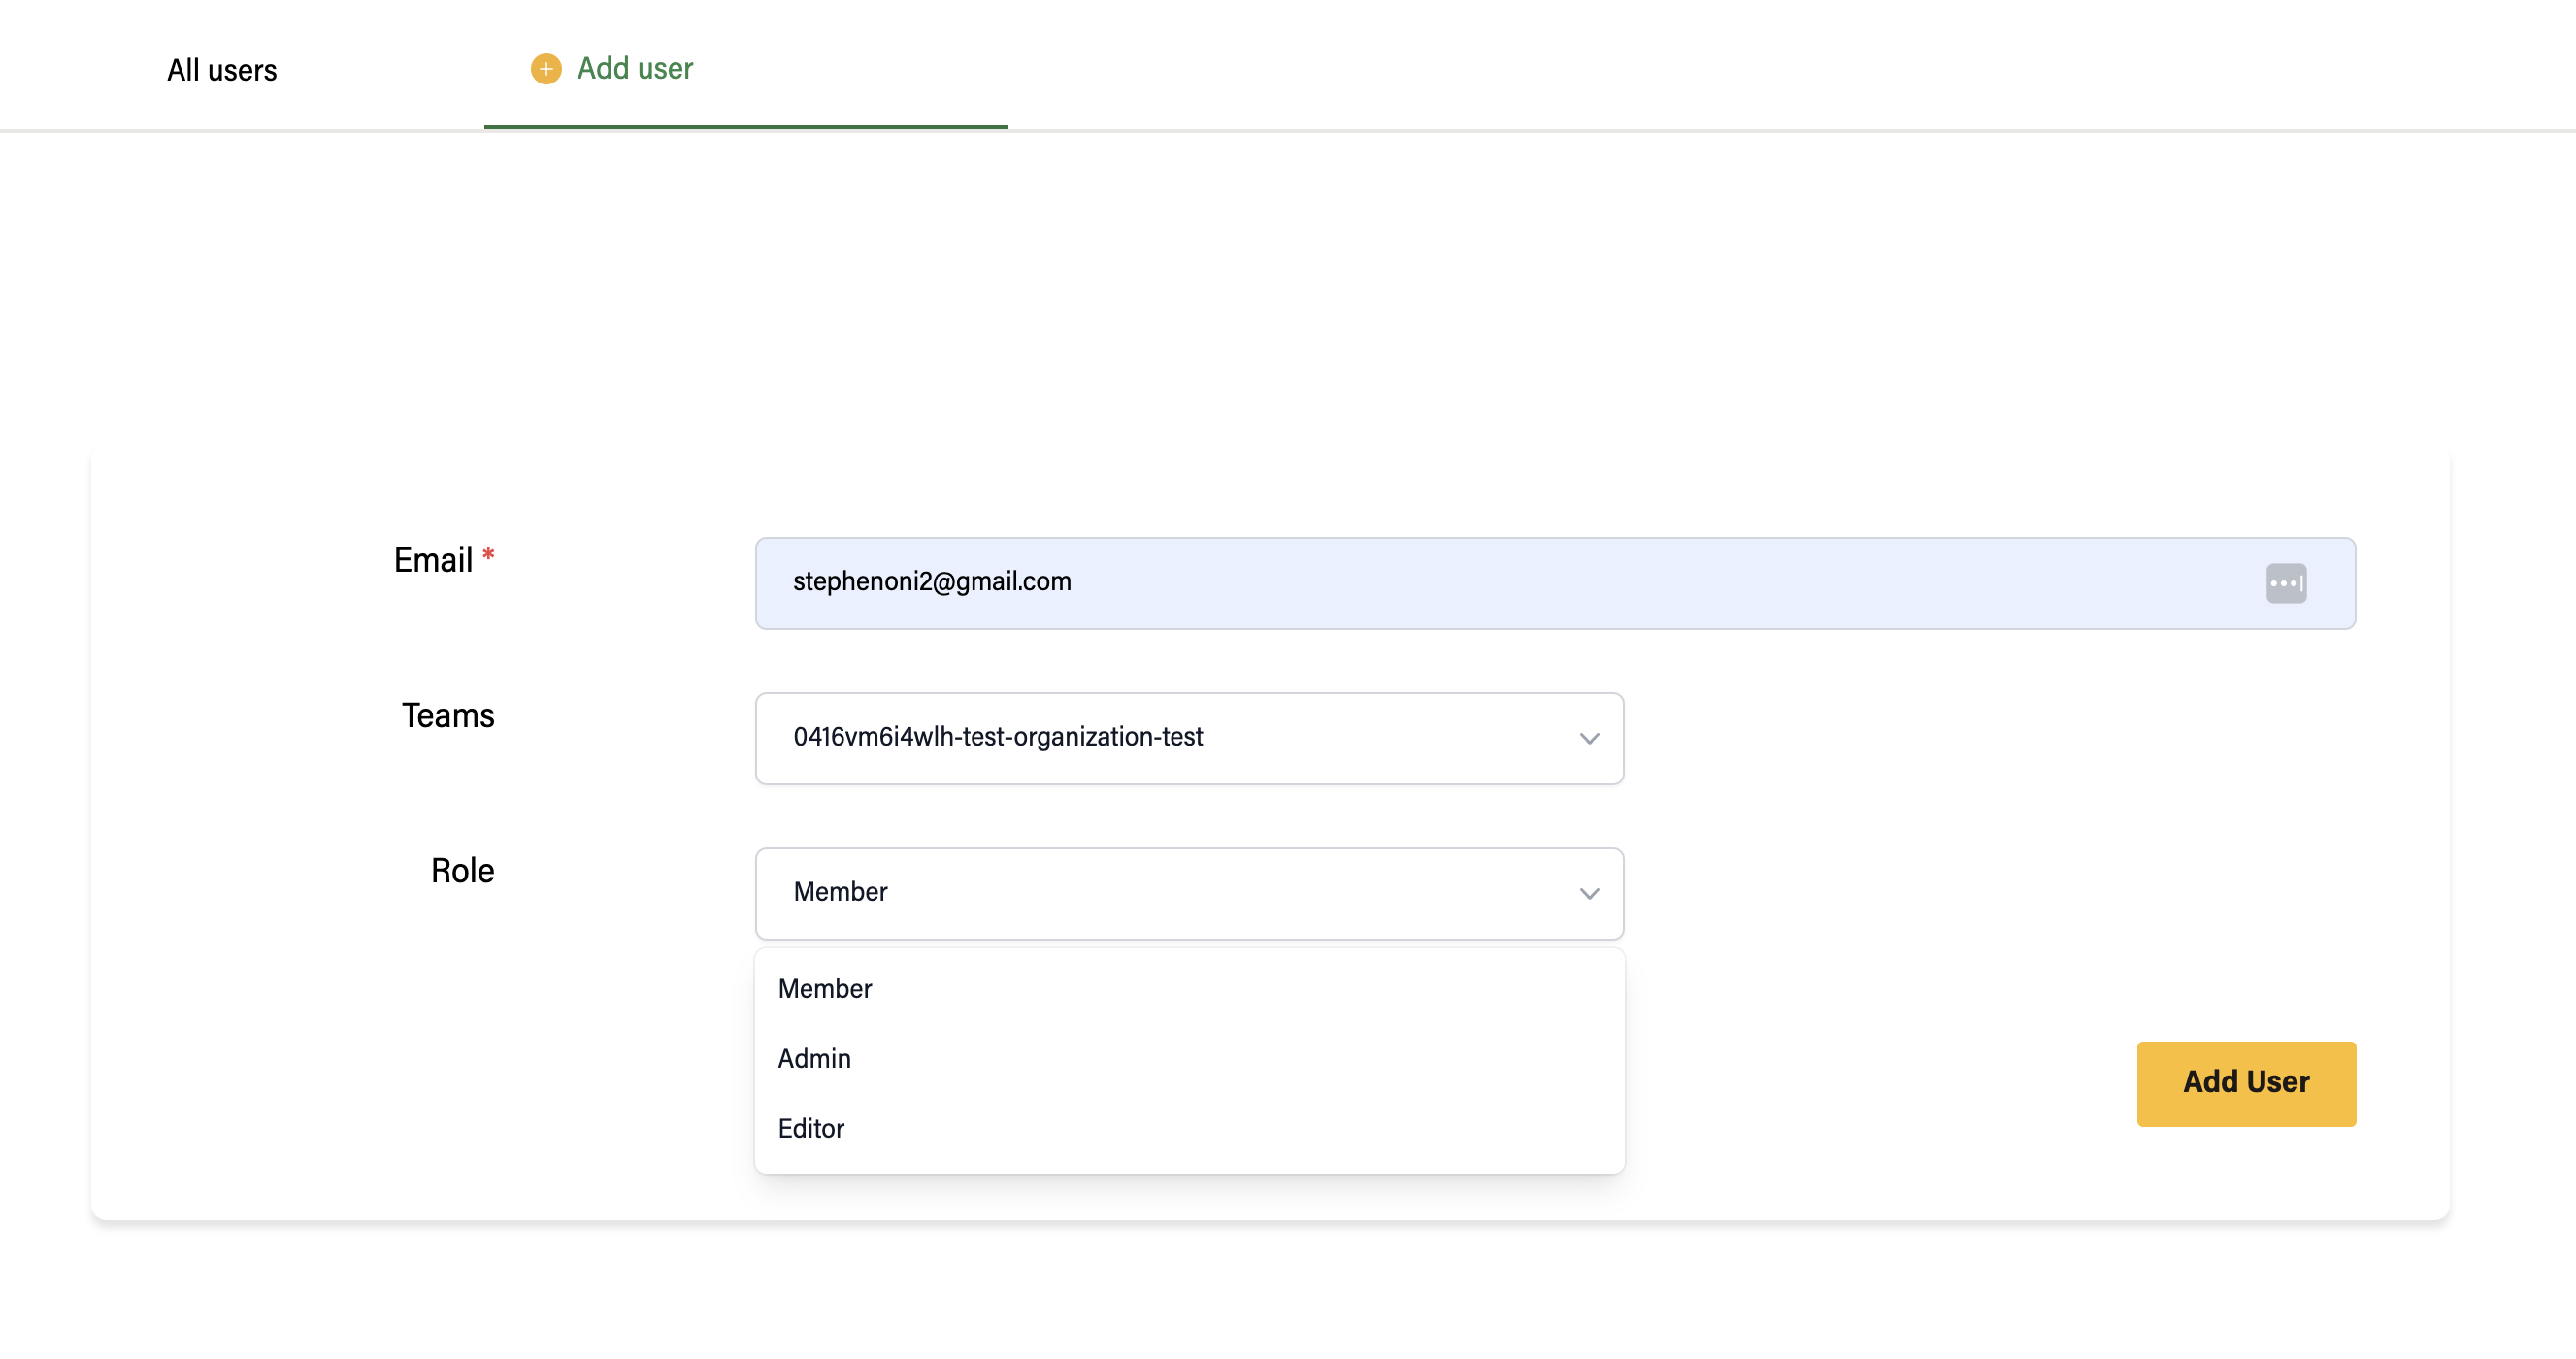 All users
Add user
Email *
stephenoni2@gmail.com
Teams
0416vm6i4wlh-test-organization-test
Role
Member
Member
Admin
Editor
Add User